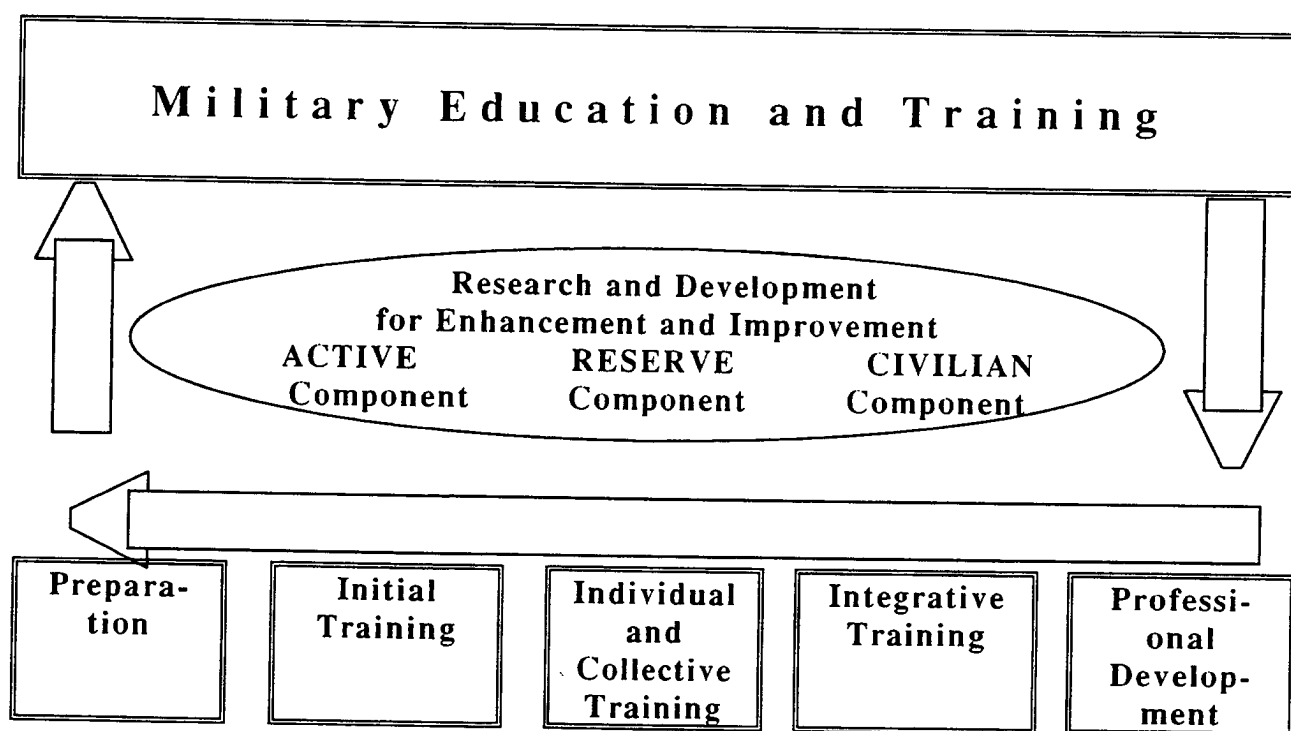 Military Education and Training
Research and Development
for Enhancement and Improvement
ACTIVE RESERVE CIVILIAN
Component Component Component
Prepara-
tion
Initial
Training
Individual
and
Collective
Training
Integrative
Training
Professi-
onal
Develop-
ment